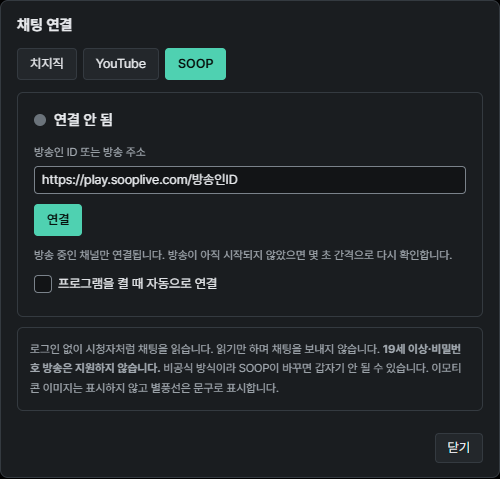 채팅 연결
치지직 YouTube SOOP
연결 안 됨
방송인 ID 또는 방송 주소
https://play.sooplive.com/방송인ID
연결
방송 중인 채널만 연결됩니다. 방송이 아직 시작되지 않았으면 몇 초 간격으로 다시 확인합니다.
프로그램을 켤 때 자동으로 연결
로그인 없이 시청자처럼 채팅을 읽습니다. 읽기만 하며 채팅을 보내지 않습니다. 19세 이상·비밀번
호 방송은 지원하지 않습니다. 비공식 방식이라 SOOP이 바꾸면 갑자기 안 될 수 있습니다. 이모티
콘 이미지는 표시하지 않고 별풍선은 문구로 표시합니다.
닫기